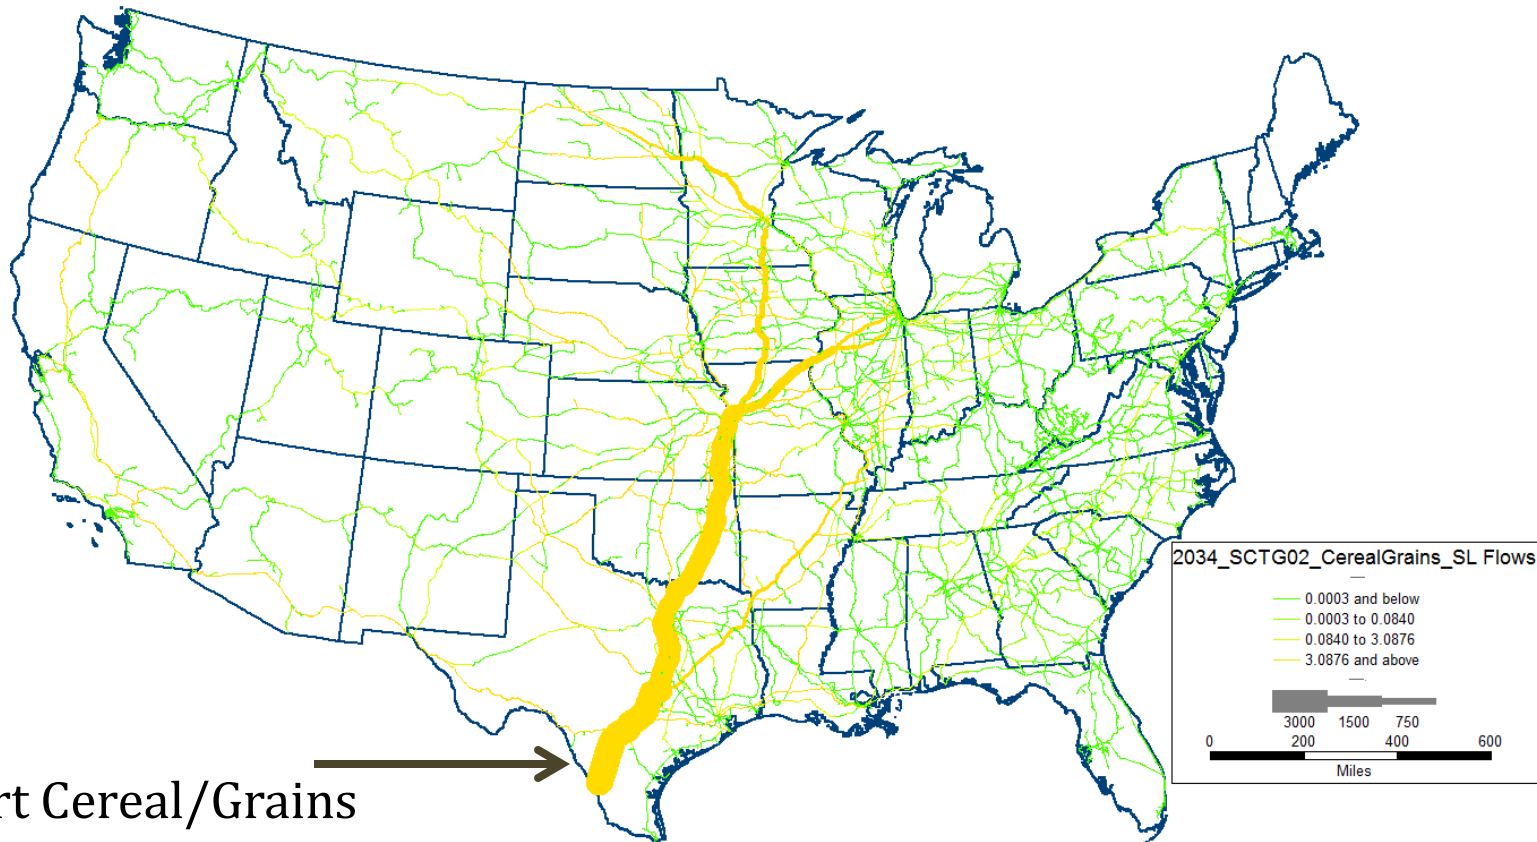 2034_SCTG02_CerealGrains_SL Flows
0.0003 and below
0.0003 to 0.0840
0.0840 to 3.0876
3.0876 and above
3000 1500 750
0 200 400 600
Miles
rt Cereal/Grains